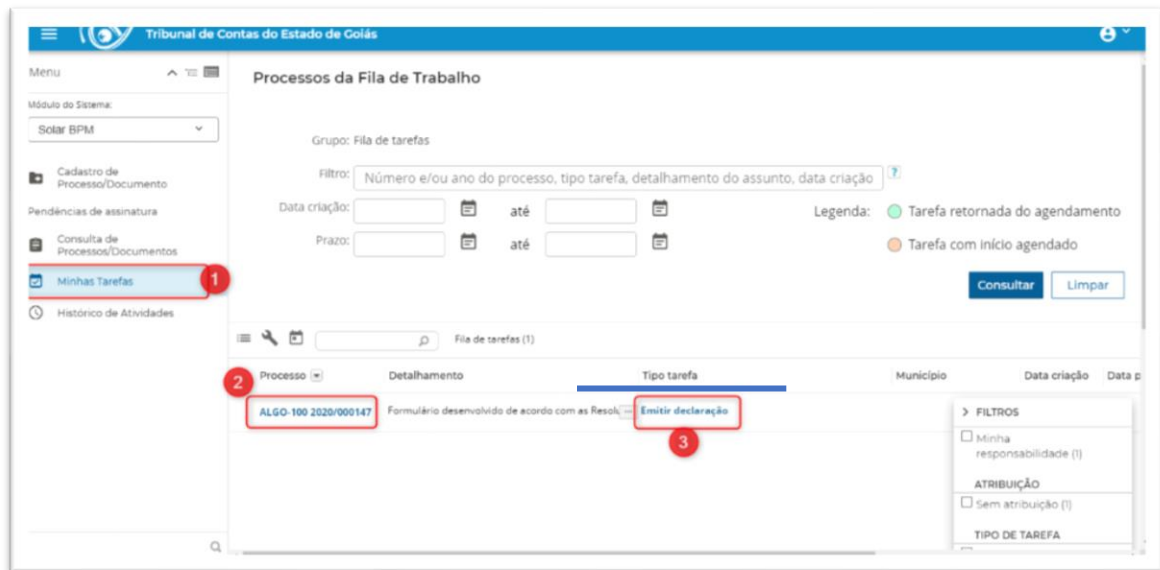 Tribunal de Contas do Estado de Goiás
Menu
Módulo do Sistema:
Solar BPM
Cadastro de
Processo/Documento
Pendências de assinatura
Consulta de
Processos/Documentos
Minhas Tarefas
1
Histórico de Atividades
Processos da Fila de Trabalho
Grupo: Fila de tarefas
Filtro: Número e/ou ano do processo, tipo tarefa, detalhamento do assunto, data criação ?
Data criação: até Legenda: Tarefa retornada do agendamento
Prazo: até Tarefa com início agendado
Consultar Limpar
Fila de tarefas (1)
2
Processo Detalhamento Tipo tarefa Município Data criação Data p
ALGO-100 2020/000147 Formulário desenvolvido de acordo com as Resolu ... Emitir declaração
3
> FILTROS
Minha
responsabilidade (1)
ATRIBUIÇÃO
Sem atribuição (1)
TIPO DE TAREFA